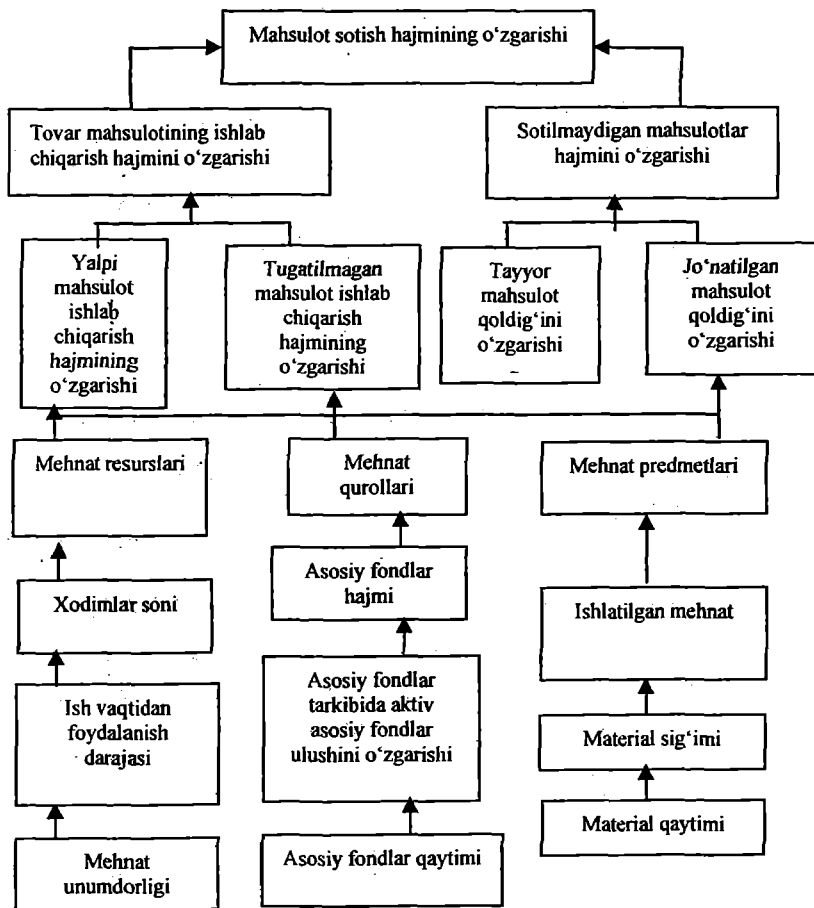 Mahsulot sotish hajmining o‘zgarishi
Tovar mahsulotining ishlab
chiqarish hajmini o‘zgarishi
Sotilmaydigan mahsulotlar
hajmini o‘zgarishi
Yalpi
mahsulot
ishlab
chiqarish
hajmining
o‘zgarishi
Tugatilmagan
mahsulot ishlab
chiqarish
hajmining
o‘zgarishi
Tayyor
mahsulot
qoldig‘ini
o‘zgarishi
Jo‘natilgan
mahsulot
qoldig‘ini
o‘zgarishi
Mehnat resurslari
Mehnat
qurollari
Mehnat predmetlari
Xodimlar soni
Asosiy fondlar
hajmi
Ishlatilgan mehnat
Ish vaqtidan
foydalanish
darajasi
Asosiy fondlar
tarkibida aktiv
asosiy fondlar
ulushini o‘zgarishi
Material sig‘imi
Material qaytimi
Mehnat
unumdorligi
Asosiy fondlar qaytimi